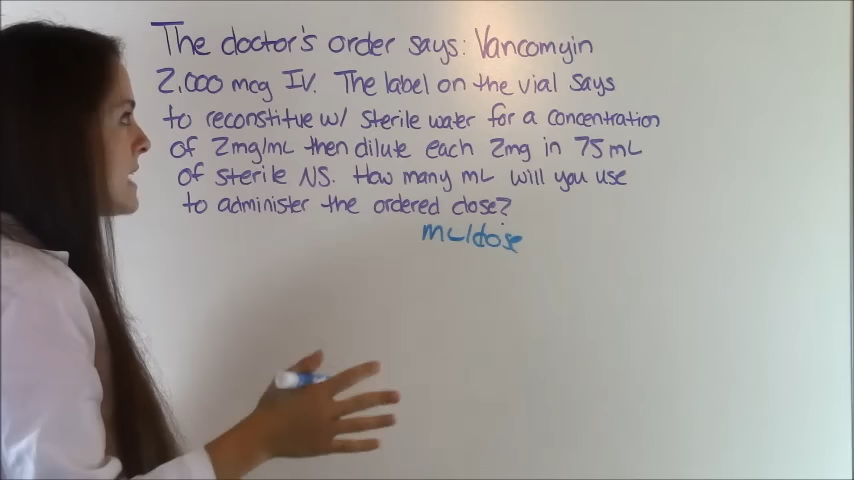 The doctor's order says: Vancomyin
2,000 mcg IV. The label on the vial says
to reconstitue w/ sterile water for a concentration
of 2mg/mL then dilute each 2mg in 75 mL
of sterile NS. How many mL will you use
to administer the ordered dose?
mL/dose